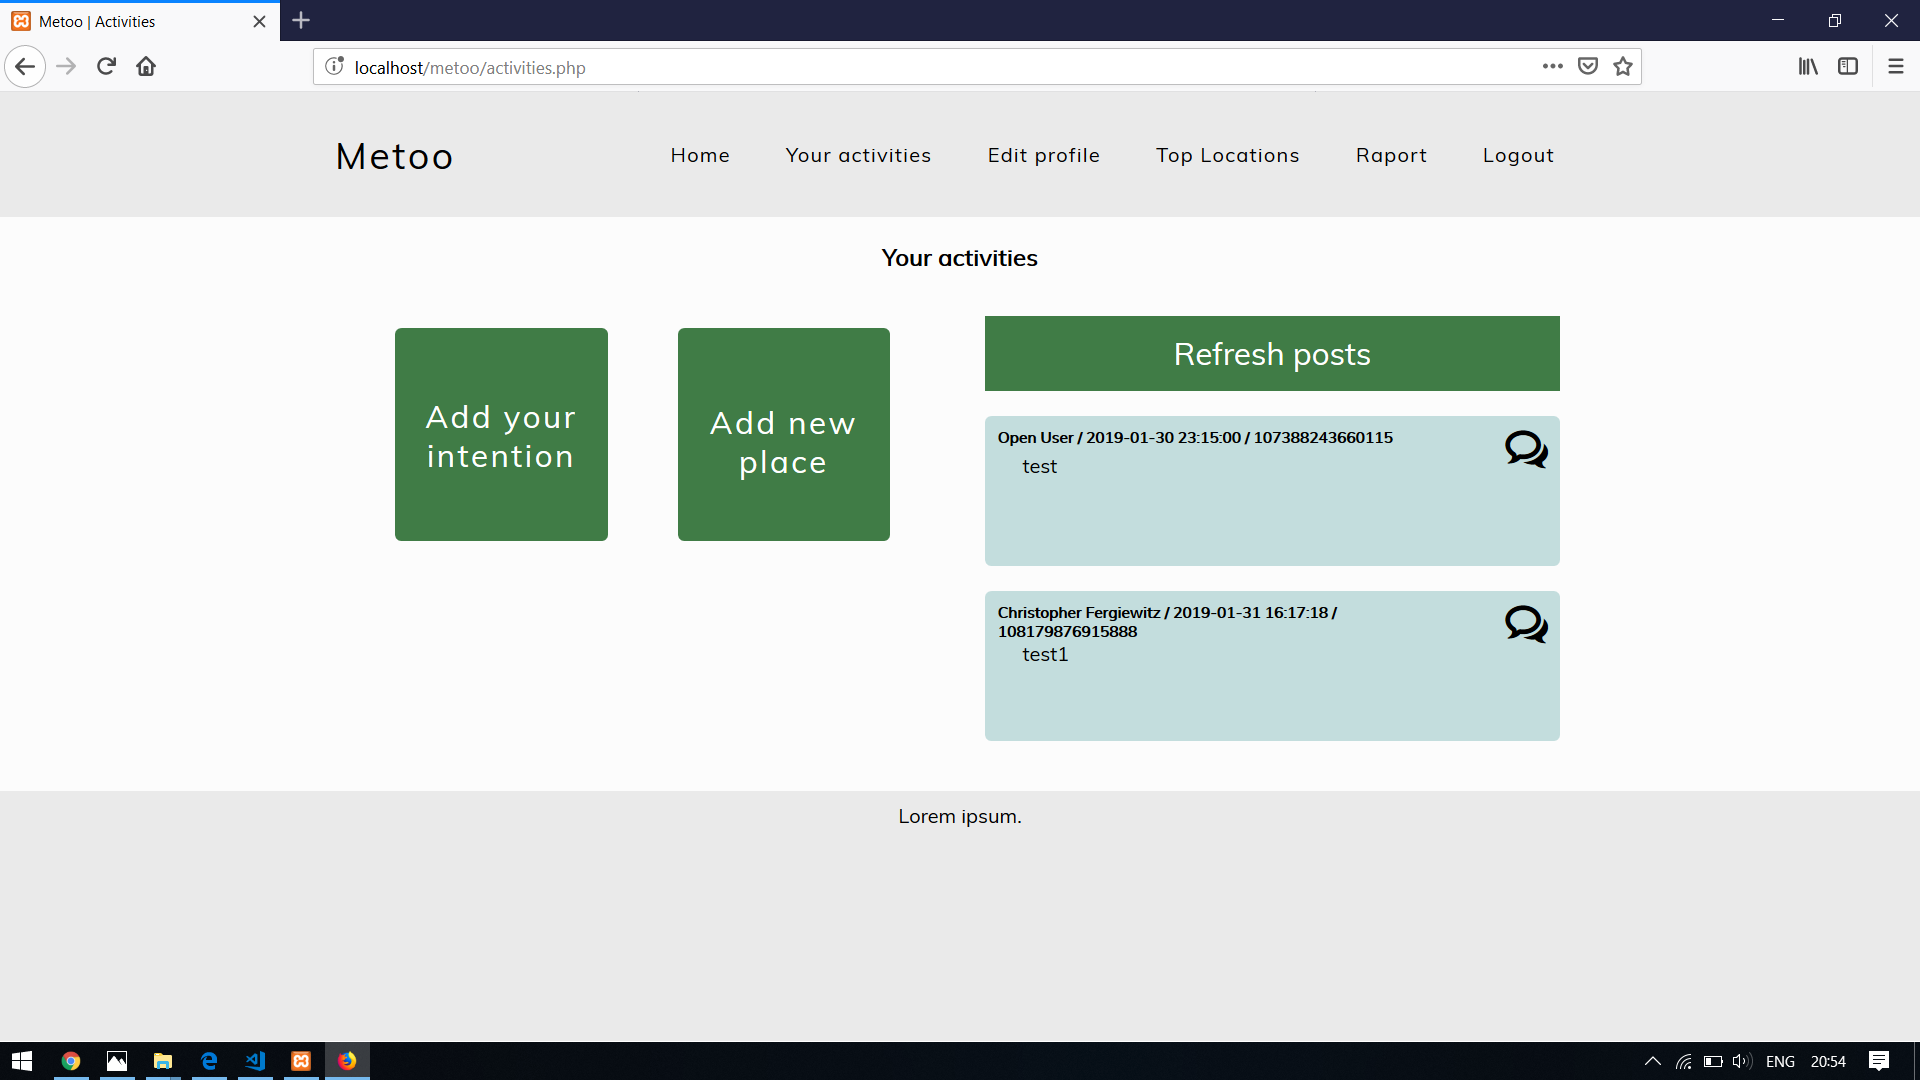 Metoo | Activities
localhost/metoo/activities.php
Metoo
Home
Your activities
Edit profile
Top Locations
Raport
Logout
Your activities
Add your
intention
Add new
place
Refresh posts
Open User / 2019-01-30 23:15:00 / 107388243660115
test
Christopher Fergiewitz / 2019-01-31 16:17:18 /
108179876915888
test1
Lorem ipsum.
ENG
20:54